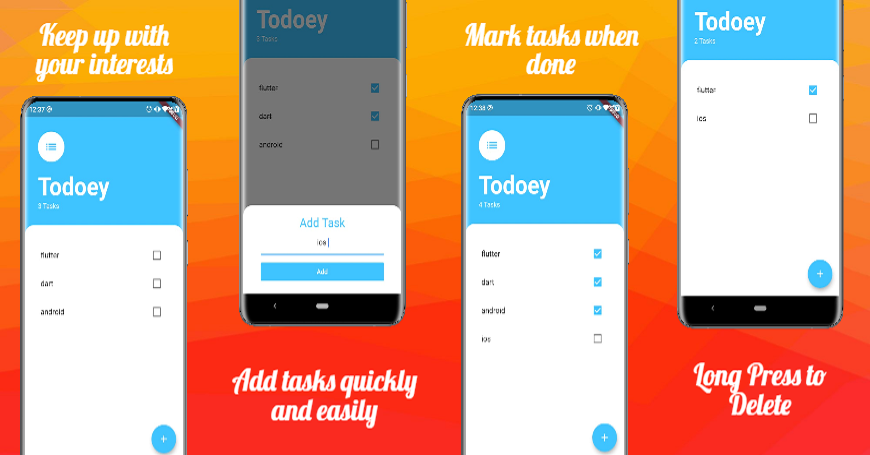 Keep up with
your interests
12:37
Todoey
3 Tasks
flutter
dart
android
+
Todoey
3 Tasks
flutter
dart
android
Add Task
ios
Add
Add tasks quickly
and easily
Mark tasks when
done
12:38
Todoey
4 Tasks
flutter
dart
android
ios
+
Todoey
2 Tasks
flutter
ios
+
Long Press to
Delete